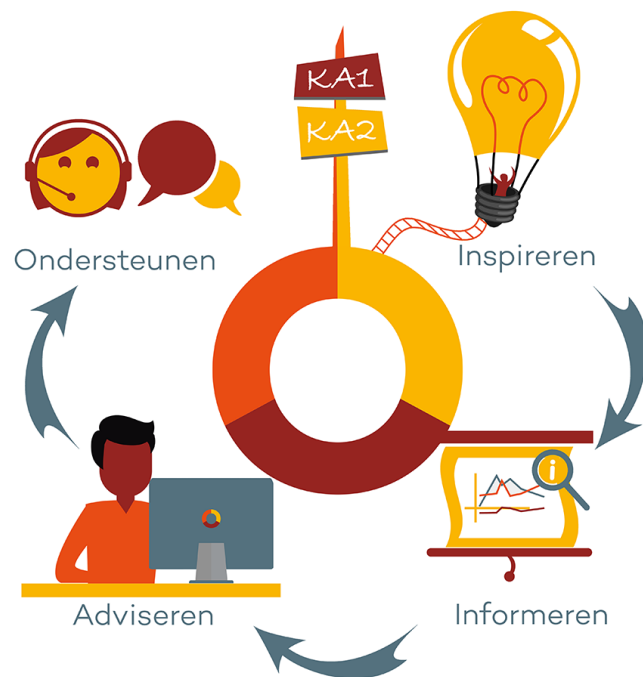 KA1
KA2
Ondersteunen
Inspireren
i
Adviseren
Informeren